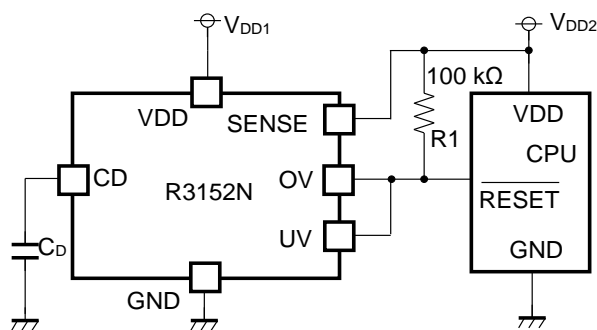 VDD1
VDD2
100 kΩ
VDD
SENSE
R1
VDD
CPU
CD
R3152N
OV
RESET
CD
UV
GND
GND